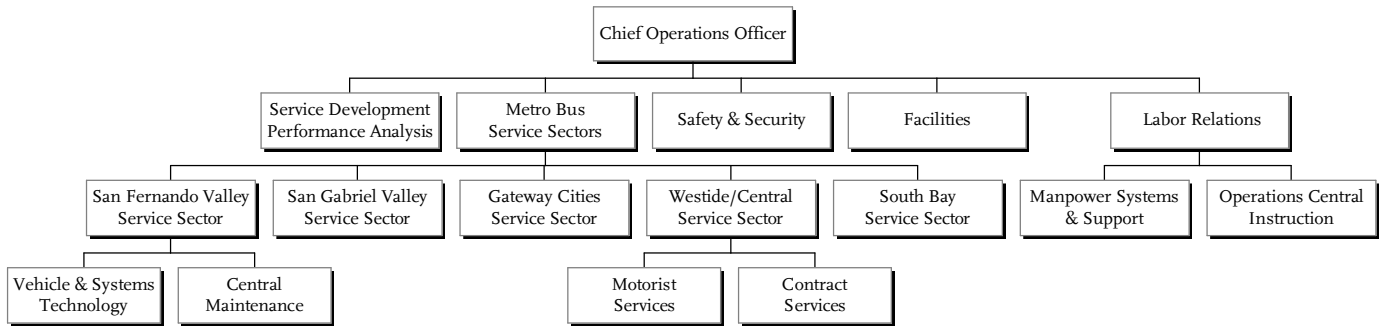 Chief Operations Officer
Service Development
Performance Analysis
Metro Bus
Service Sectors
Safety & Security
Facilities
Labor Relations
San Fernando Valley
Service Sector
San Gabriel Valley
Service Sector
Gateway Cities
Service Sector
Westide/Central
Service Sector
South Bay
Service Sector
Manpower Systems
& Support
Operations Central
Instruction
Vehicle & Systems
Technology
Central
Maintenance
Motorist
Services
Contract
Services